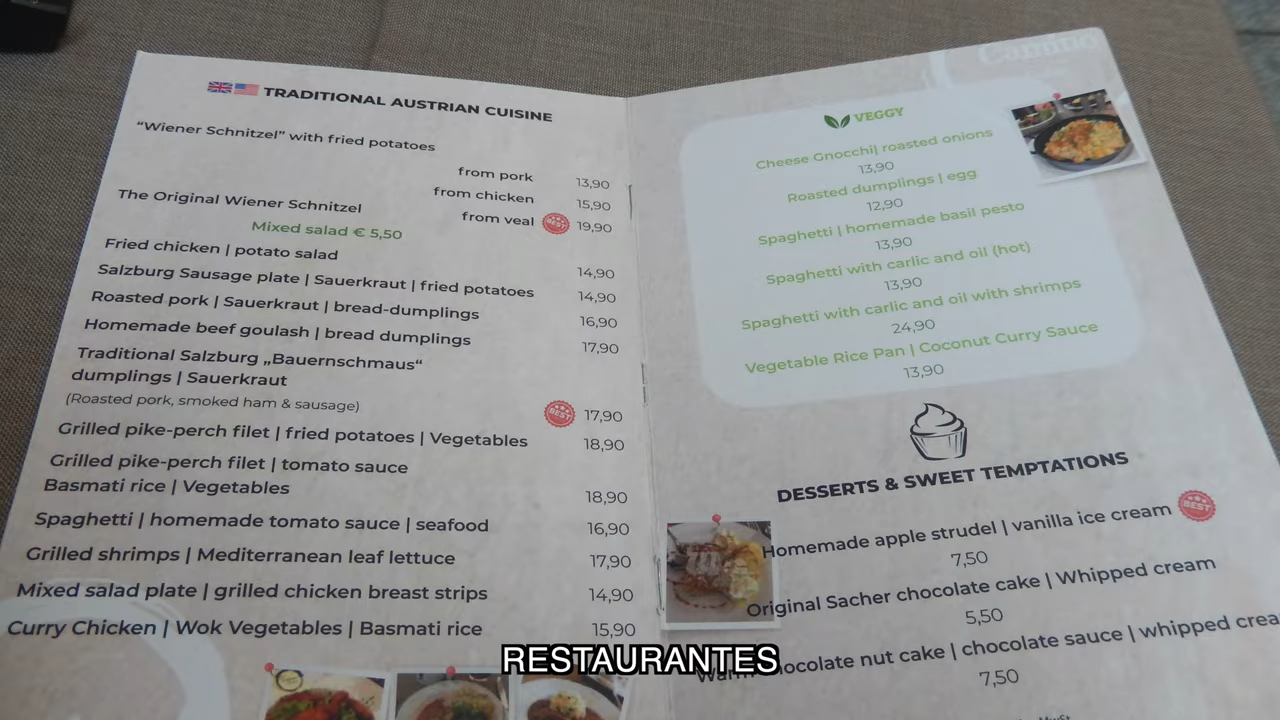 TRADITIONAL AUSTRIAN CUISINE
"Wiener Schnitzel" with fried potatoes
from pork 13,90
from chicken 15,90
The Original Wiener Schnitzel from veal BEST 19,90
Mixed salad € 5,50
Fried chicken | potato salad 14,90
Salzburg Sausage plate | Sauerkraut | fried potatoes 14,90
Roasted pork | Sauerkraut | bread-dumplings 16,90
Homemade beef goulash | bread dumplings 17,90
Traditional Salzburg „Bauernschmaus“
dumplings | Sauerkraut
(Roasted pork, smoked ham & sausage) BEST 17,90
Grilled pike-perch filet | fried potatoes | Vegetables 18,90
Grilled pike-perch filet | tomato sauce
Basmati rice | Vegetables 18,90
Spaghetti | homemade tomato sauce | seafood 16,90
Grilled shrimps | Mediterranean leaf lettuce 17,90
Mixed salad plate | grilled chicken breast strips 14,90
Curry Chicken | Wok Vegetables | Basmati rice 15,90
VEGGY
Cheese Gnocchi| roasted onions
13,90
Roasted dumplings | egg
12,90
Spaghetti | homemade basil pesto
13,90
Spaghetti with carlic and oil (hot)
13,90
Spaghetti with carlic and oil with shrimps
24,90
Vegetable Rice Pan | Coconut Curry Sauce
13,90
DESSERTS & SWEET TEMPTATIONS
Homemade apple strudel | vanilla ice cream BEST
7,50
Original Sacher chocolate cake | Whipped cream
5,50
chocolate nut cake | chocolate sauce | whipped crea
7,50
RESTAURANTES